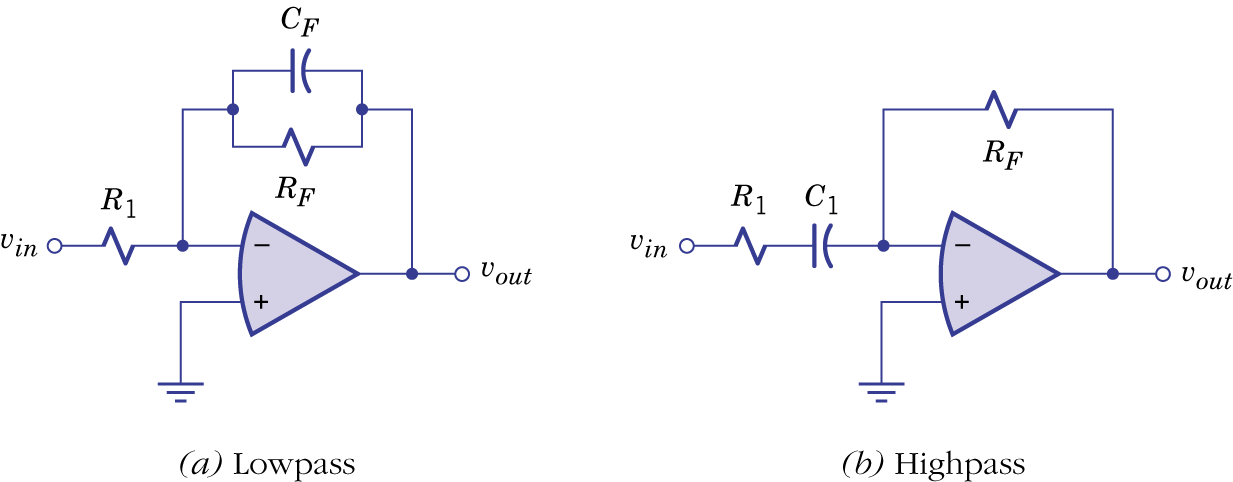 C_F
R_F
R_1
v_in
−
+
v_out
(a) Lowpass
R_F
R_1 C_1
v_in
−
+
v_out
(b) Highpass